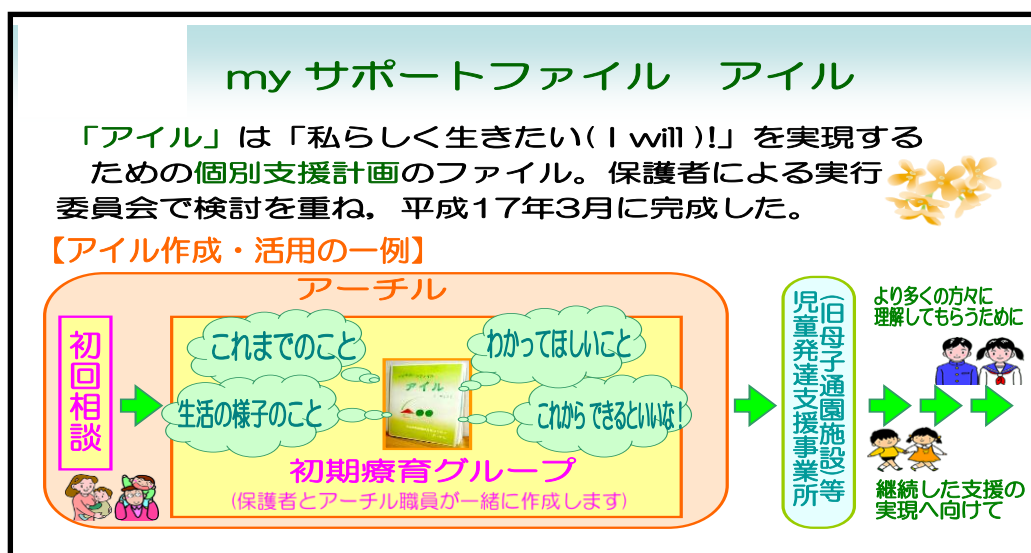 my サポートファイル　アイル
「アイル」は「私らしく生きたい(I will)!」を実現する
ための個別支援計画のファイル。保護者による実行
委員会で検討を重ね，平成17年3月に完成した。
【アイル作成・活用の一例】
アーチル
初回相談
これまでのこと
わかってほしいこと
生活の様子のこと
アイル
これから できるといいな！
初期療育グループ
(保護者とアーチル職員が一緒に作成します)
児童発達支援事業所
(旧母子通園施設)等
より多くの方々に
理解してもらうために
継続した支援の
実現へ向けて